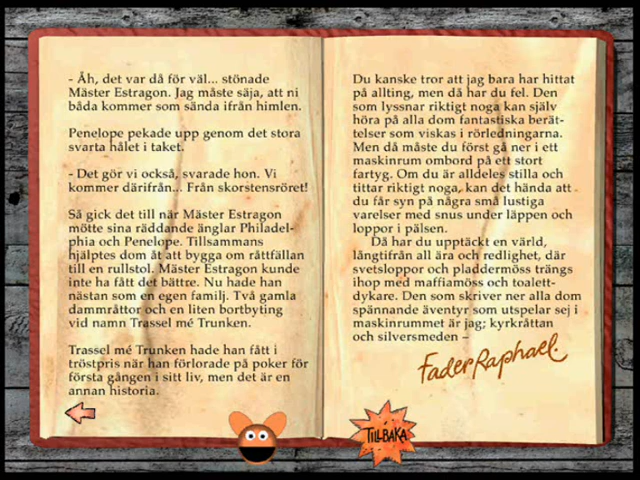 - Åh, det var då för väl... stönade
Mäster Estragon. Jag måste säja, att ni
båda kommer som sända ifrån himlen.
Penelope pekade upp genom det stora
svarta hålet i taket.
- Det gör vi också, svarade hon. Vi
kommer därifrån... Från skorstensröret!
Så gick det till när Mäster Estragon
mötte sina räddande änglar Philadel-
phia och Penelope. Tillsammans
hjälptes dom åt att bygga om råttfällan
till en rullstol. Mäster Estragon kunde
inte ha fått det bättre. Nu hade han
nästan som en egen familj. Två gamla
dammråttor och en liten bortbyting
vid namn Trassel mé Trunken.
Trassel mé Trunken hade han fått i
tröstpris när han förlorade på poker för
första gången i sitt liv, men det är en
annan historia.
Du kanske tror att jag bara har hittat
på allting, men då har du fel. Den
som lyssnar riktigt noga kan själv
höra på alla dom fantastiska berät-
telser som viskas i rörledningarna.
Men då måste du först gå ner i ett
maskinrum ombord på ett stort
fartyg. Om du är alldeles stilla och
tittar riktigt noga, kan det hända att
du får syn på några små lustiga
varelser med snus under läppen och
loppor i pälsen.
Då har du upptäckt en värld,
långtifrån all ära och redlighet, där
svetsloppor och pladdermöss trängs
ihop med maffiamöss och toalett-
dykare. Den som skriver ner alla dom
spännande äventyr som utspelar sej i
maskinrummet är jag; kyrkråttan
och silversmeden –
Fader Raphael.
TILLBAKA